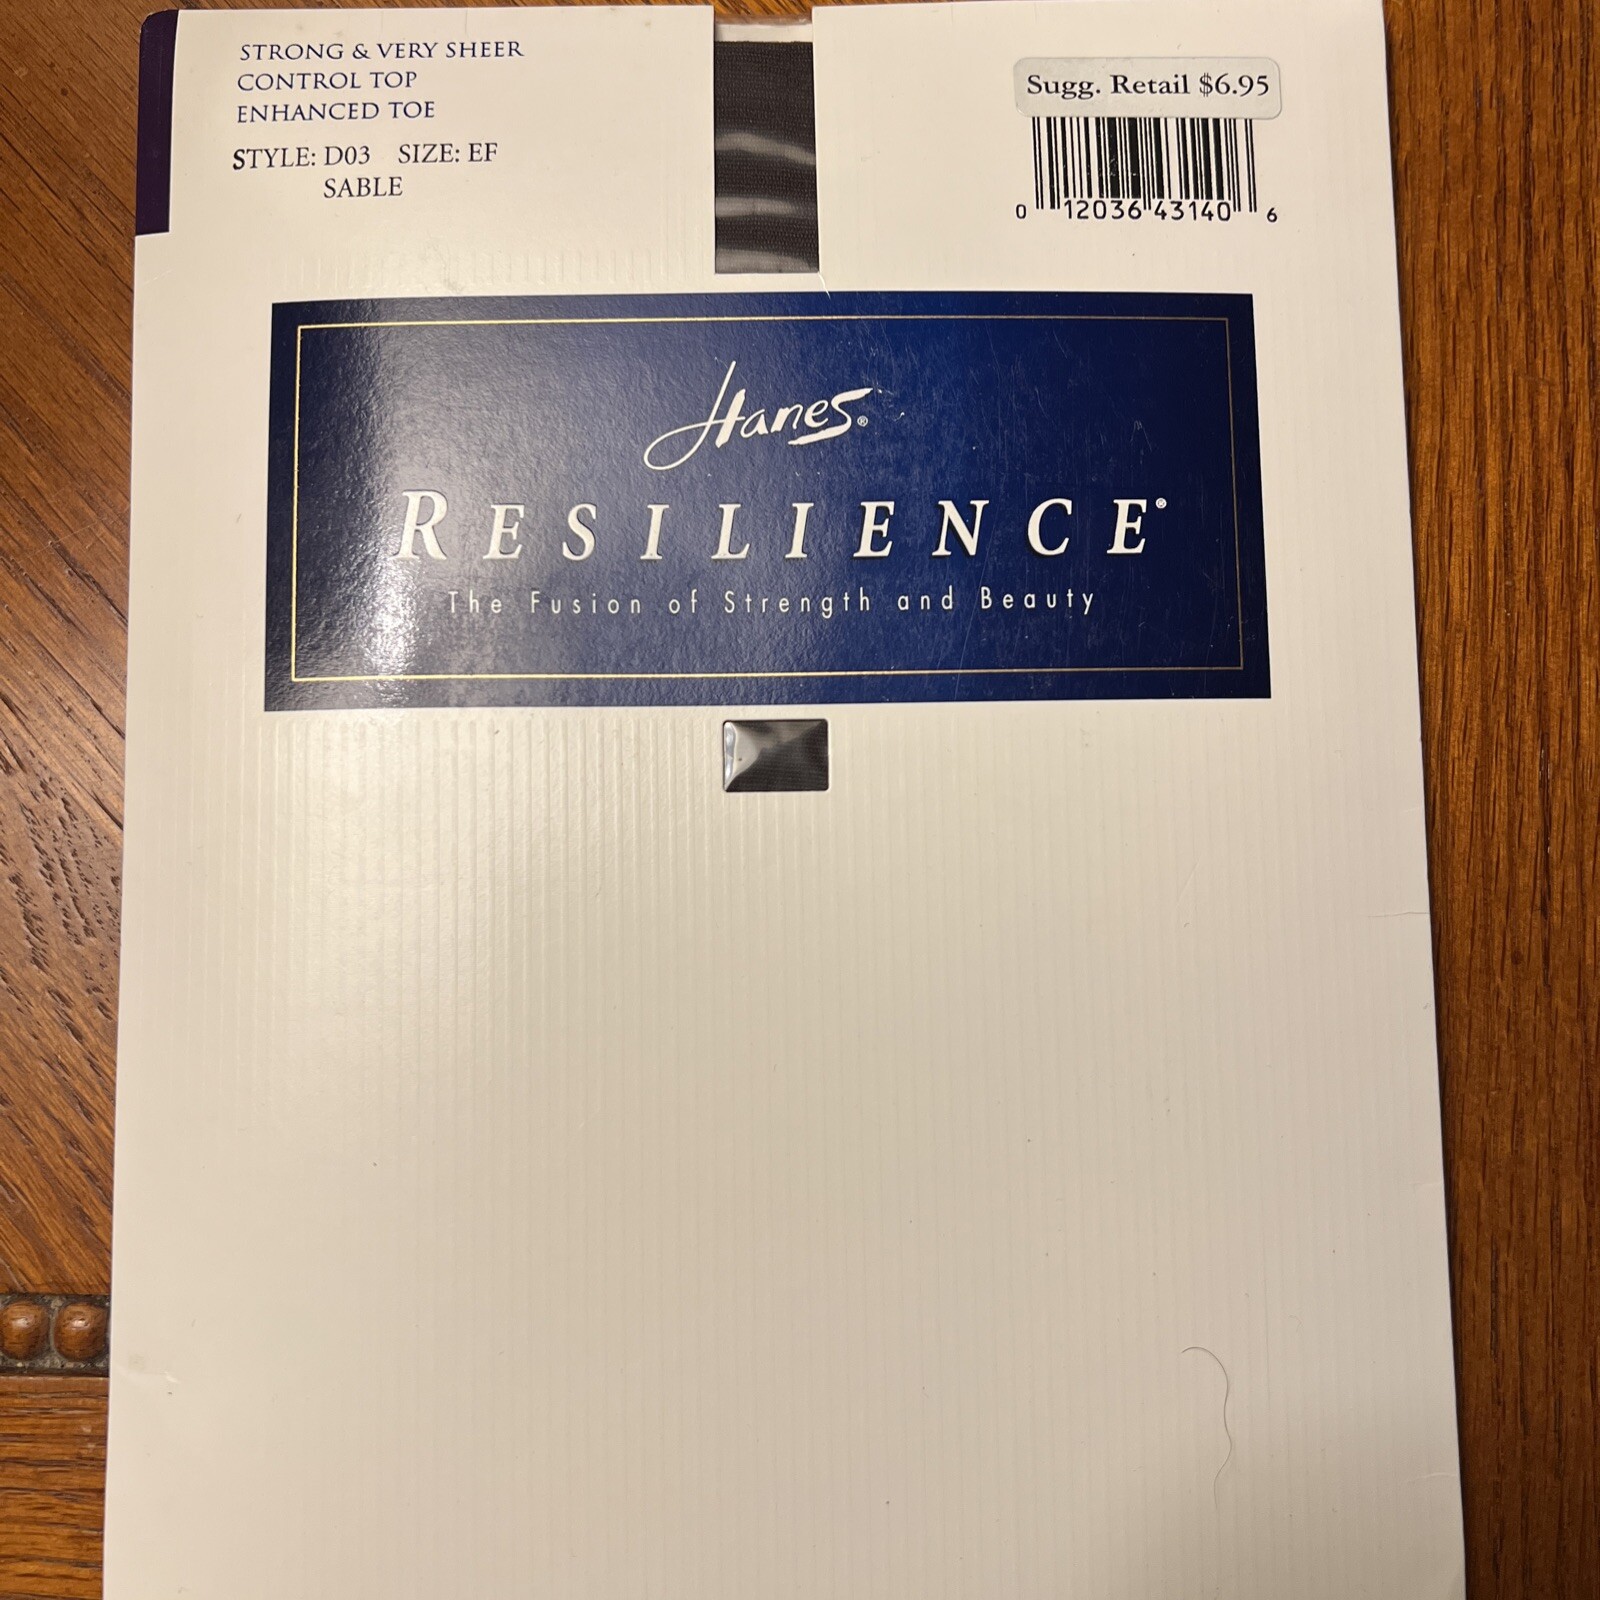 STRONG & VERY SHEER
CONTROL TOP
ENHANCED TOE
STYLE: D03 SIZE: EF
SABLE
Sugg. Retail $6.95
0 12036 43140 6
Hanes®
RESILIENCE®
The Fusion of Strength and Beauty